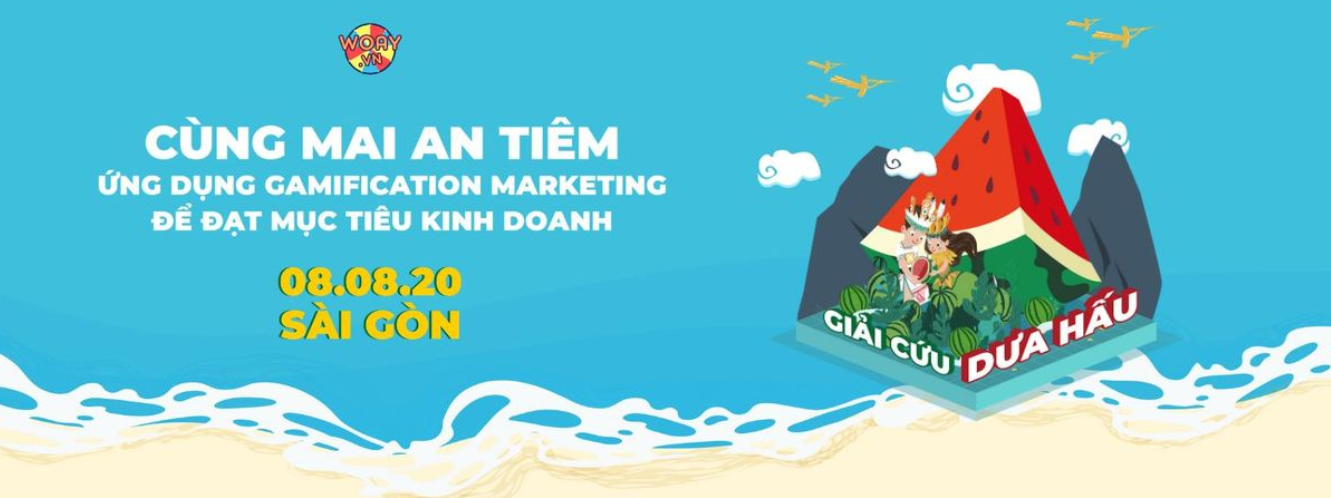 WOAY
.VN
CÙNG MAI AN TIÊM
ỨNG DỤNG GAMIFICATION MARKETING
ĐỂ ĐẠT MỤC TIÊU KINH DOANH
08.08.20
SÀI GÒN
GIẢI CỨU DƯA HẤU